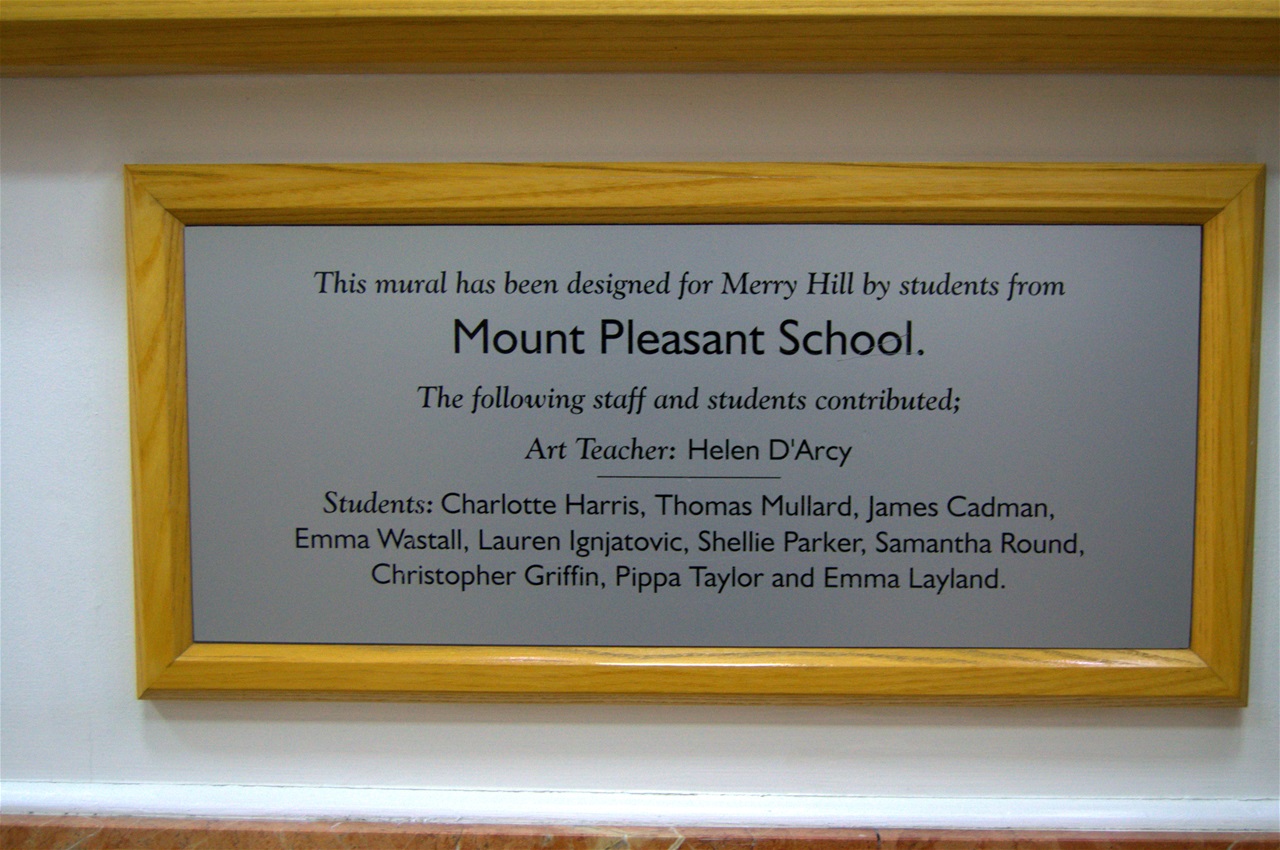 This mural has been designed for Merry Hill by students from
Mount Pleasant School.
The following staff and students contributed;
Art Teacher: Helen D'Arcy
Students: Charlotte Harris, Thomas Mullard, James Cadman,
Emma Wastall, Lauren Ignjatovic, Shellie Parker, Samantha Round,
Christopher Griffin, Pippa Taylor and Emma Layland.